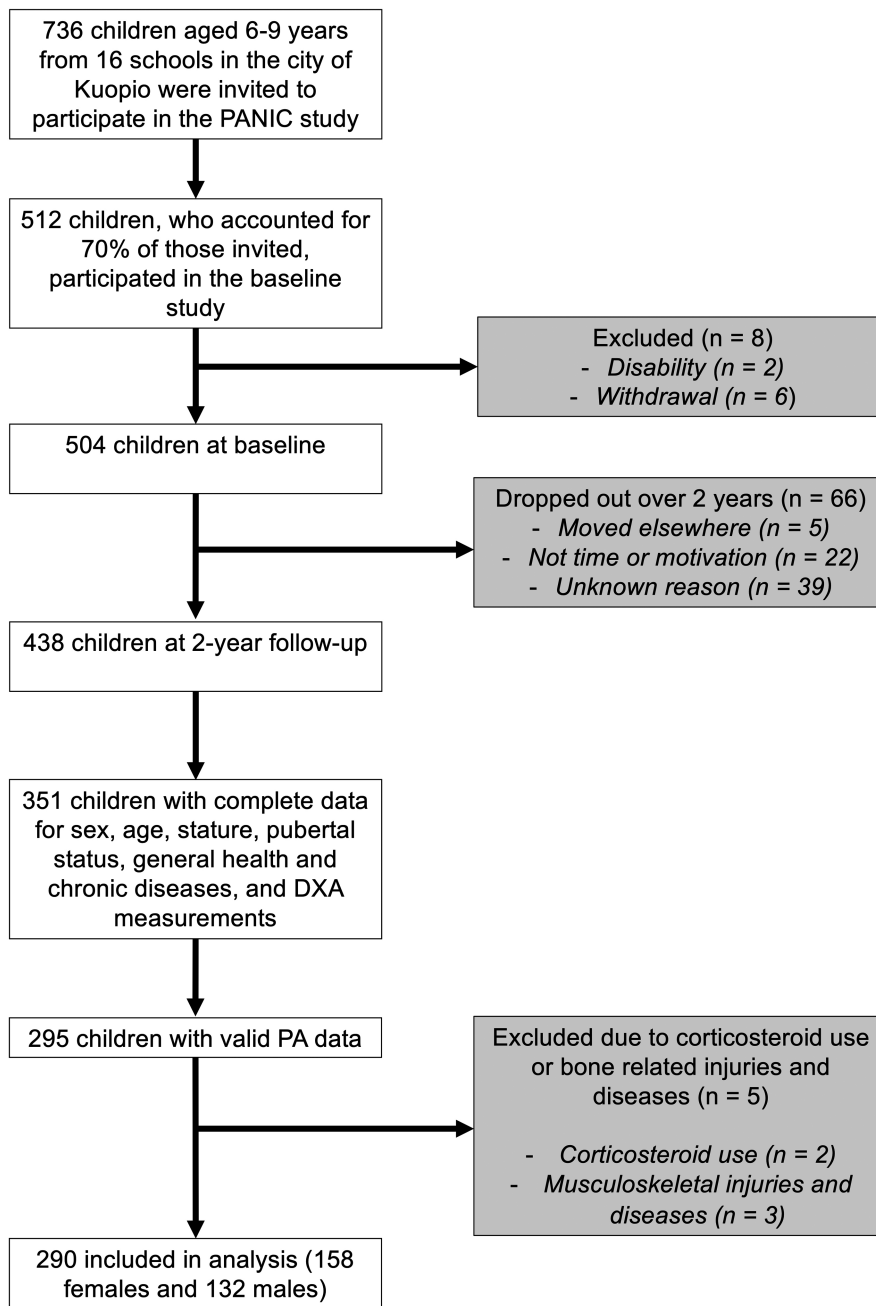 736 children aged 6-9 years
from 16 schools in the city of
Kuopio were invited to
participate in the PANIC study
512 children, who accounted for
70% of those invited,
participated in the baseline
study
Excluded (n = 8)
- Disability (n = 2)
- Withdrawal (n = 6)
504 children at baseline
Dropped out over 2 years (n = 66)
- Moved elsewhere (n = 5)
- Not time or motivation (n = 22)
- Unknown reason (n = 39)
438 children at 2-year follow-up
351 children with complete data
for sex, age, stature, pubertal
status, general health and
chronic diseases, and DXA
measurements
295 children with valid PA data
Excluded due to corticosteroid use
or bone related injuries and
diseases (n = 5)
- Corticosteroid use (n = 2)
- Musculoskeletal injuries and
diseases (n = 3)
290 included in analysis (158
females and 132 males)